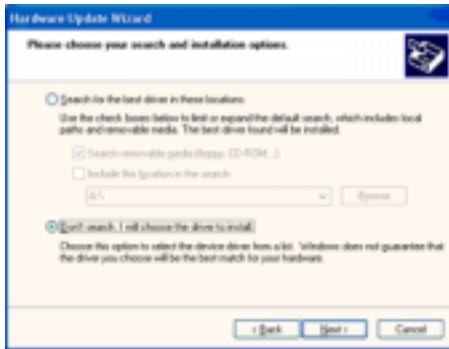 Hardware Update Wizard
Please choose your search and installation options.
Search for the best driver in these locations.
Use the check boxes below to limit or expand the default search, which includes local
paths and removable media. The best driver found will be installed.
Search removable media (floppy, CD-ROM...)
Include this location in the search:
A:\
Browse
Don't search. I will choose the driver to install.
Choose this option to select the device driver from a list. Windows does not guarantee that
the driver you choose will be the best match for your hardware.
< Back
Next >
Cancel